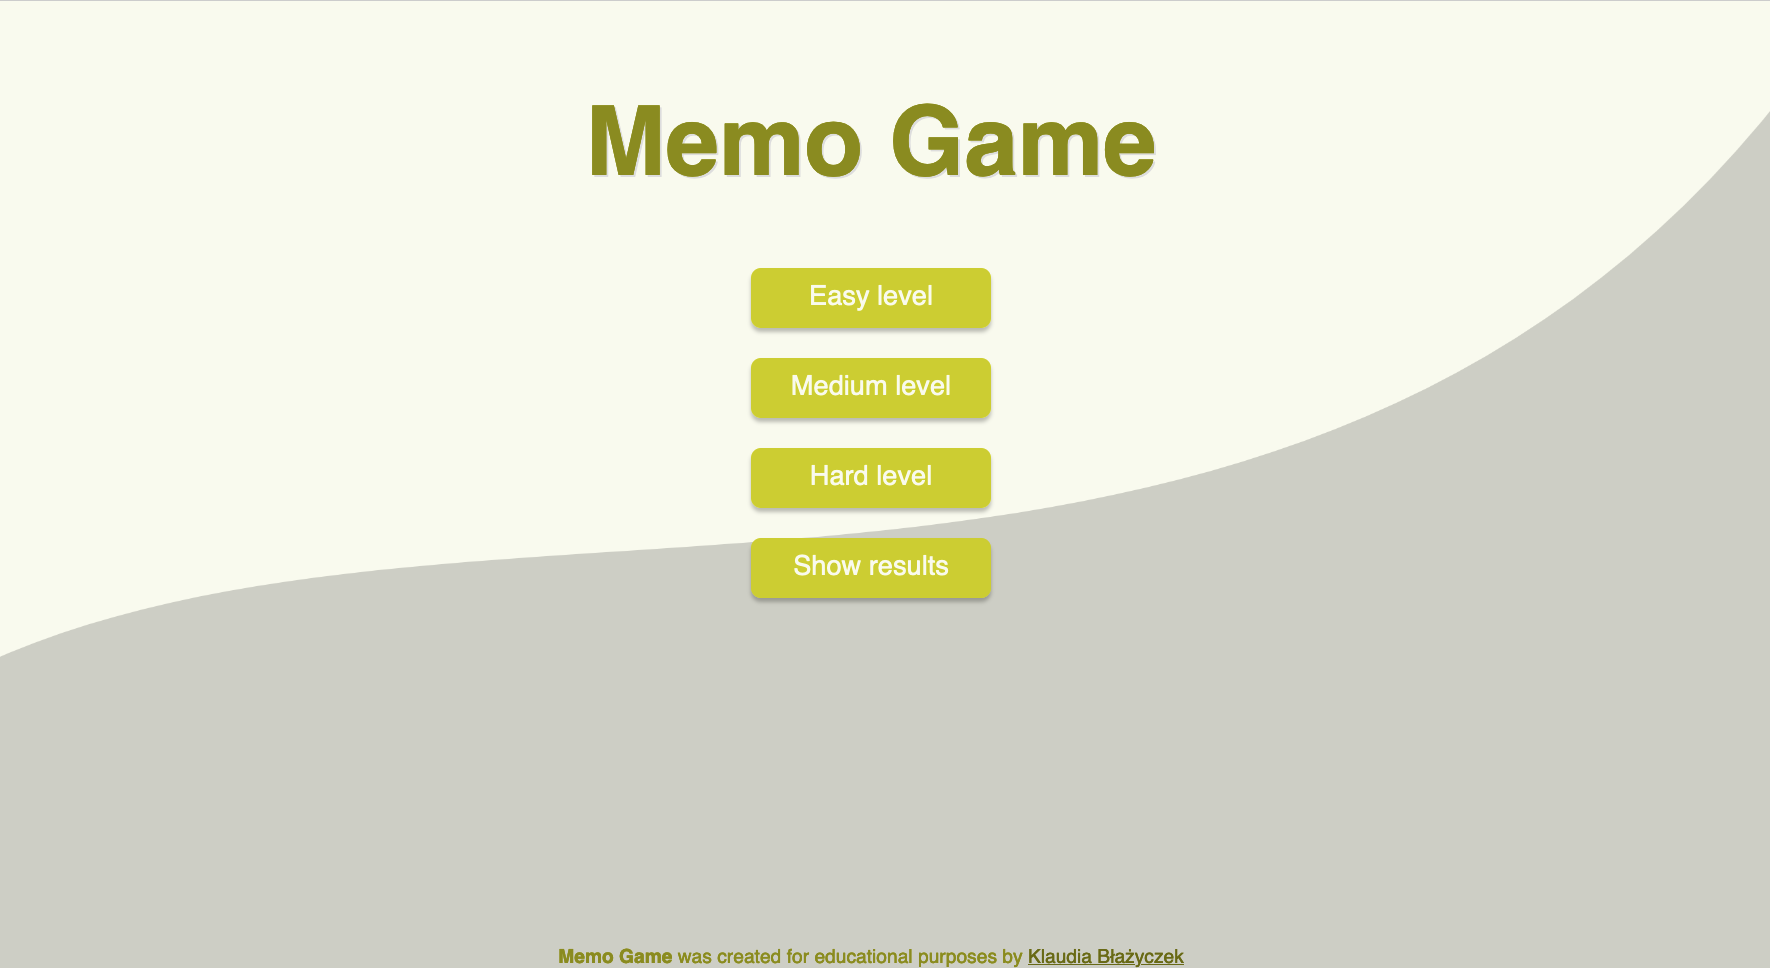 Memo Game
Easy level
Medium level
Hard level
Show results
Memo Game was created for educational purposes by Klaudia Błażyczek